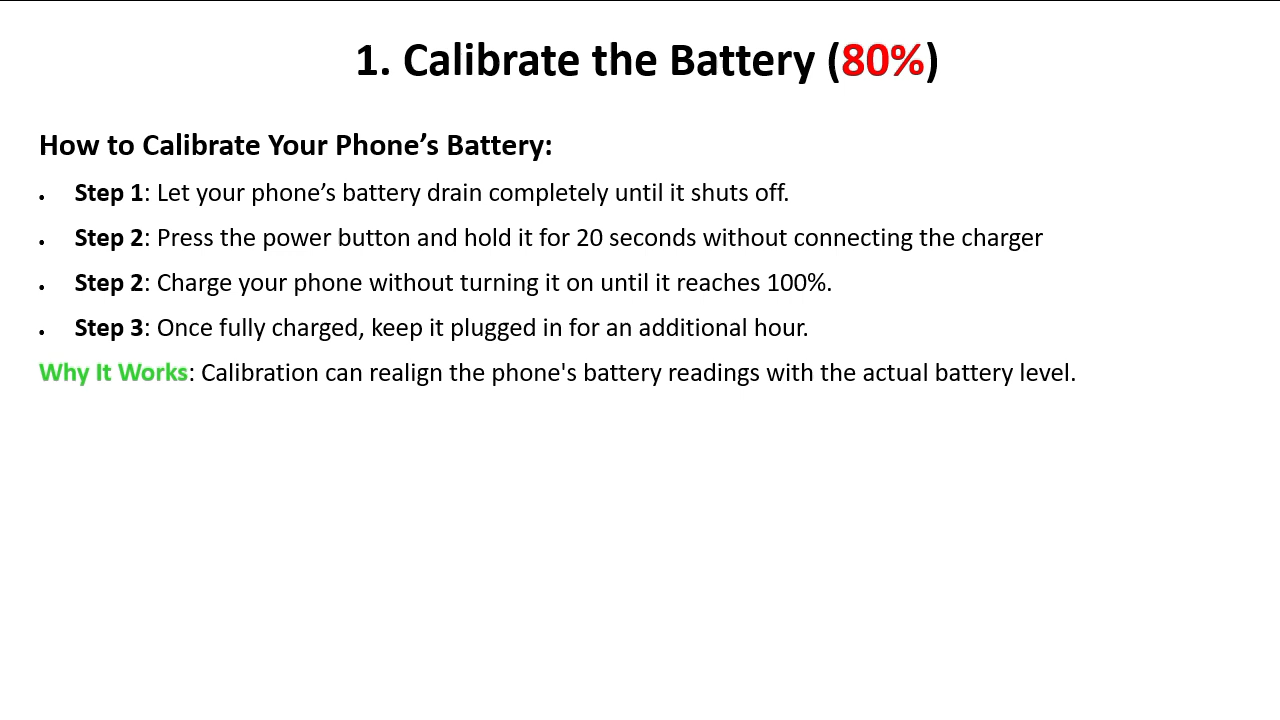 1. Calibrate the Battery (80%)
How to Calibrate Your Phone’s Battery:
• Step 1: Let your phone’s battery drain completely until it shuts off.
• Step 2: Press the power button and hold it for 20 seconds without connecting the charger
• Step 2: Charge your phone without turning it on until it reaches 100%.
• Step 3: Once fully charged, keep it plugged in for an additional hour.
Why It Works: Calibration can realign the phone's battery readings with the actual battery level.